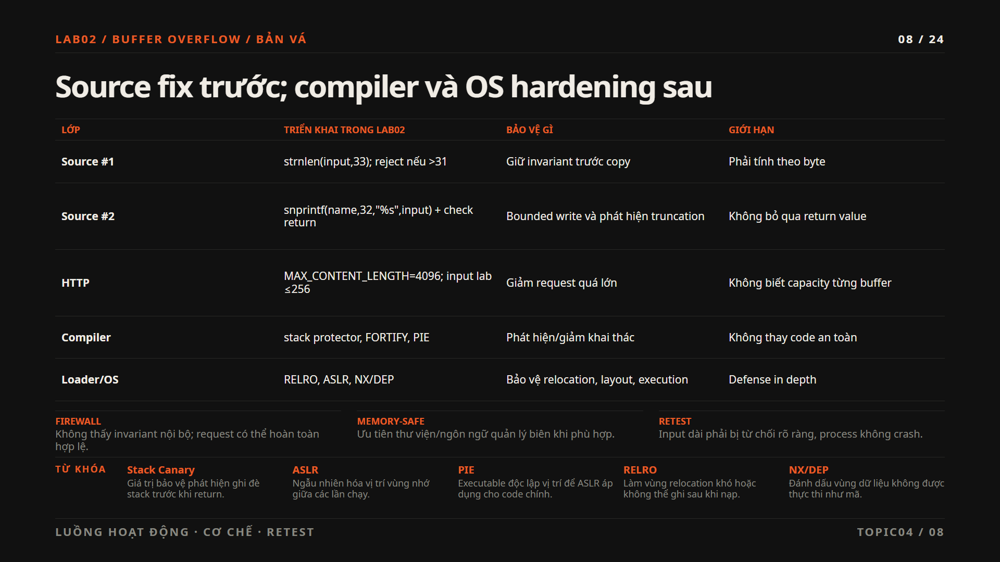 LAB02 / BUFFER OVERFLOW / BẢN VÁ
08 / 24
Source fix trước; compiler và OS hardening sau
LỚP
TRIỂN KHAI TRONG LAB02
BẢO VỆ GÌ
GIỚI HẠN
Source #1
strnlen(input,33); reject nếu >31
Giữ invariant trước copy
Phải tính theo byte
Source #2
snprintf(name,32,"%s",input) + check
return
Bounded write và phát hiện truncation
Không bỏ qua return value
HTTP
MAX_CONTENT_LENGTH=4096; input lab
≤256
Giảm request quá lớn
Không biết capacity từng buffer
Compiler
stack protector, FORTIFY, PIE
Phát hiện/giảm khai thác
Không thay code an toàn
Loader/OS
RELRO, ASLR, NX/DEP
Bảo vệ relocation, layout, execution
Defense in depth
FIREWALL
Không thấy invariant nội bộ; request có thể hoàn toàn
hợp lệ.
MEMORY-SAFE
Ưu tiên thư viện/ngôn ngữ quản lý biên khi phù hợp.
RETEST
Input dài phải bị từ chối rõ ràng, process không crash.
TỪ KHÓA
Stack Canary
Giá trị bảo vệ phát hiện ghi đè
stack trước khi return.
ASLR
Ngẫu nhiên hóa vị trí vùng nhớ
giữa các lần chạy.
PIE
Executable độc lập vị trí để ASLR áp
dụng cho code chính.
RELRO
Làm vùng relocation khó hoặc
không thể ghi sau khi nạp.
NX/DEP
Đánh dấu vùng dữ liệu không được
thực thi như mã.
LUỒNG HOẠT ĐỘNG · CƠ CHẾ · RETEST
TOPIC04 / 08